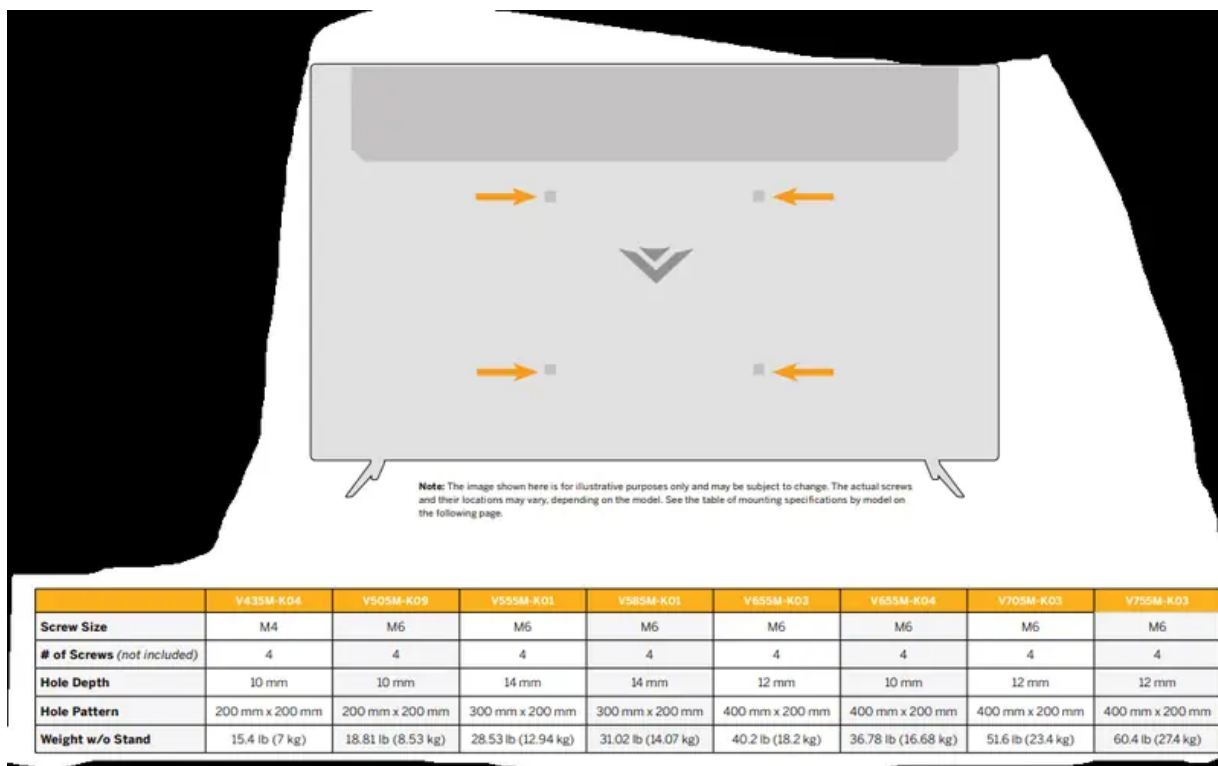 Note: The image shown here is for illustrative purposes only and may be subject to change. The actual screws
and their locations may vary, depending on the model. See the table of mounting specifications by model on
the following page.
V435M-K04 V505M-K09 V555M-K01 V585M-K01 V655M-K03 V655M-K04 V705M-K03 V755M-K03
Screw Size M4 M6 M6 M6 M6 M6 M6 M6
# of Screws (not included) 4 4 4 4 4 4 4 4
Hole Depth 10 mm 10 mm 14 mm 14 mm 12 mm 10 mm 12 mm 12 mm
Hole Pattern 200 mm x 200 mm 200 mm x 200 mm 300 mm x 200 mm 300 mm x 200 mm 400 mm x 200 mm 400 mm x 200 mm 400 mm x 200 mm 400 mm x 200 mm
Weight w/o Stand 15.4 lb (7 kg) 18.81 lb (8.53 kg) 28.53 lb (12.94 kg) 31.02 lb (14.07 kg) 40.2 lb (18.2 kg) 36.78 lb (16.68 kg) 51.6 lb (23.4 kg) 60.4 lb (27.4 kg)